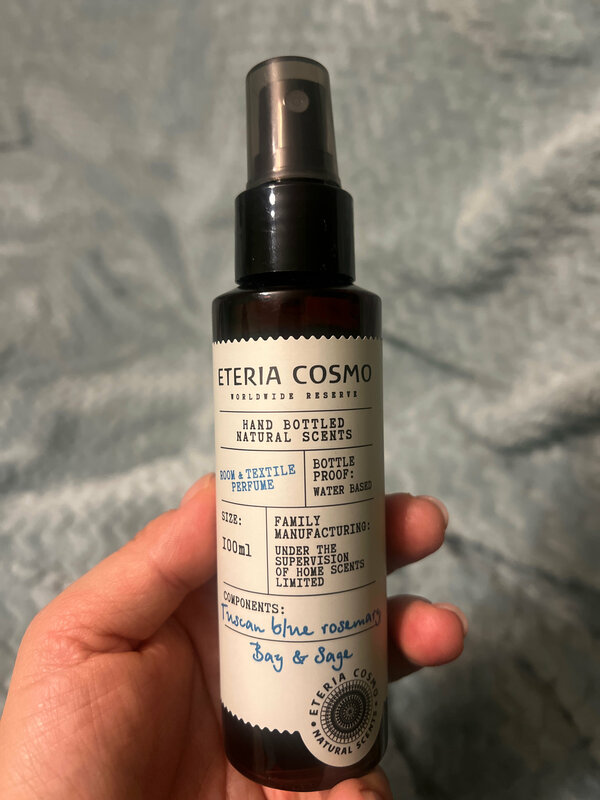 ETERIA COSMO
WORLDWIDE RESERVE
HAND BOTTLED
NATURAL SCENTS
ROOM & TEXTILE
PERFUME
BOTTLE
PROOF:
WATER BASED
SIZE:
100ml
FAMILY
MANUFACTURING:
UNDER THE
SUPERVISION
OF HOME SCENTS
LIMITED
COMPONENTS:
Tuscan blue rosemary
Bay & Sage
ETERIA COSMO
NATURAL SCENTS